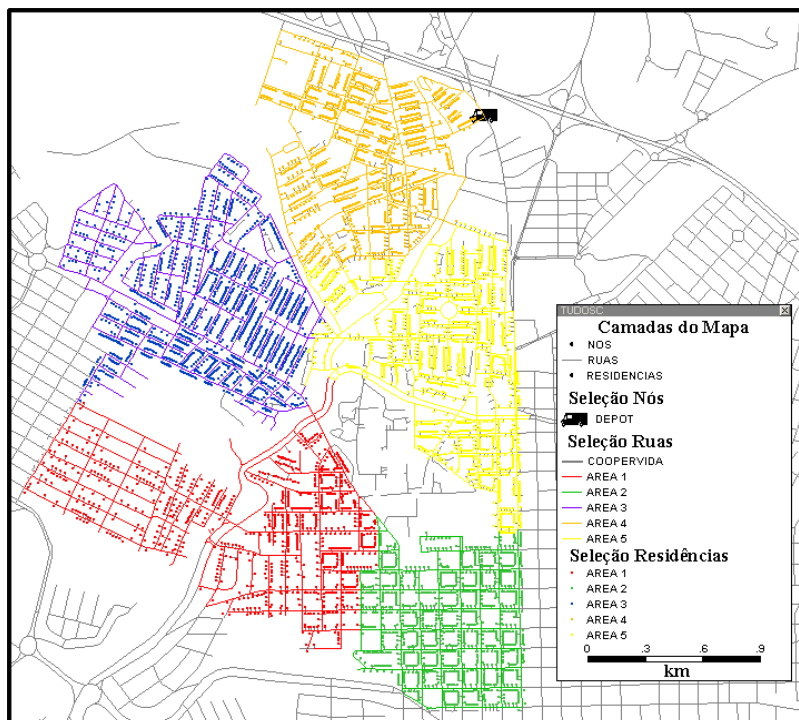 TUDOSC
Camadas do Mapa
NOS
RUAS
RESIDENCIAS
Seleção Nós
DEPOT
Seleção Ruas
COOPERVIDA
AREA 1
AREA 2
AREA 3
AREA 4
AREA 5
Seleção Residências
AREA 1
AREA 2
AREA 3
AREA 4
AREA 5
0 .3 .6 .9
km